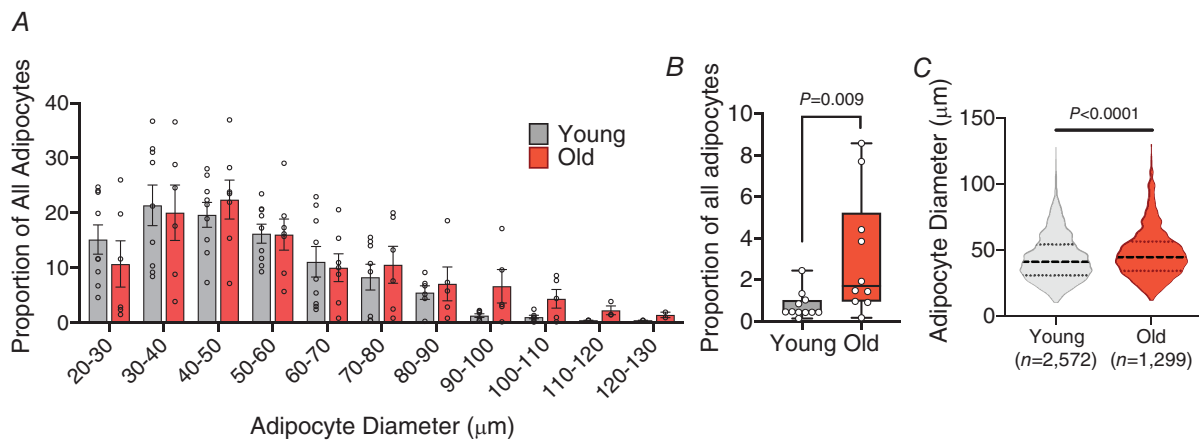 A
Proportion of All Adipocytes
40
30
20
10
0
Young
Old
20-30
30-40
40-50
50-60
60-70
70-80
80-90
90-100
100-110
110-120
120-130
Adipocyte Diameter (μm)
B
Proportion of all adipocytes
10
8
6
4
2
0
P=0.009
Young Old
C
Adipocyte Diameter (μm)
150
100
50
0
P<0.0001
Young Old
(n=2,572) (n=1,299)